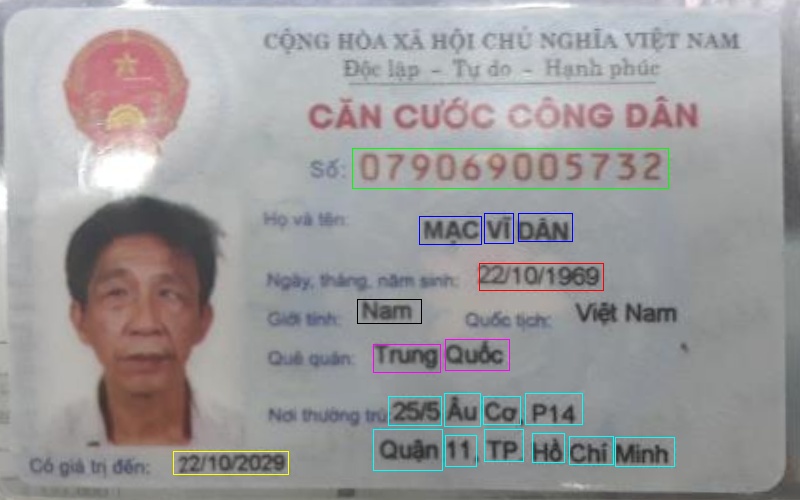 CỘNG HÒA XÃ HỘI CHỦ NGHĨA VIỆT NAM
Độc lập - Tự do - Hạnh phúc
CĂN CƯỚC CÔNG DÂN
Số: 079069005732
Họ và tên: MẠC VĨ DÂN
Ngày, tháng, năm sinh: 22/10/1969
Giới tính: Nam Quốc tịch: Việt Nam
Quê quán: Trung Quốc
Nơi thường trú: 25/5 Âu Cơ, P14
Quận 11, TP. Hồ Chí Minh
Có giá trị đến: 22/10/2029